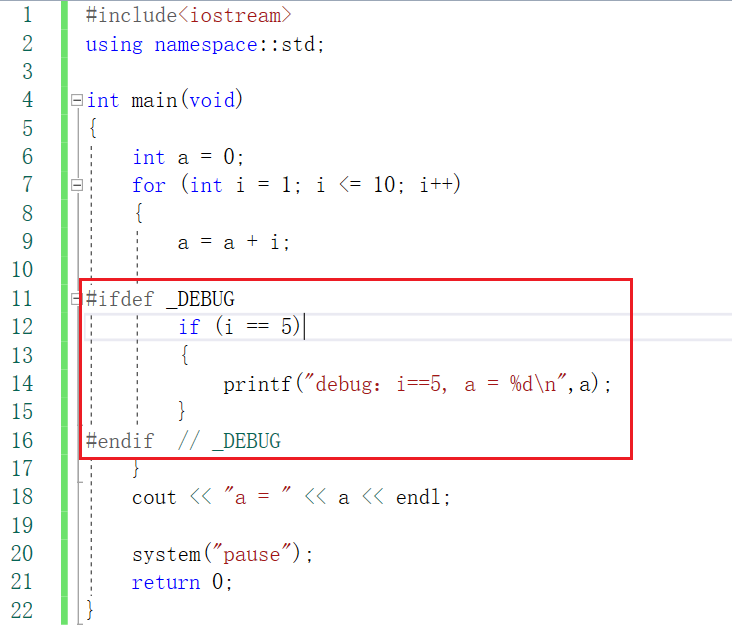 1 #include<iostream>
2 using namespace::std;
3
4 int main(void)
5 {
6 int a = 0;
7 for (int i = 1; i <= 10; i++)
8 {
9 a = a + i;
10
11 #ifdef _DEBUG
12 if (i == 5)
13 {
14 printf("debug：i==5, a = %d\n",a);
15 }
16 #endif  // _DEBUG
17 }
18 cout << "a = " << a << endl;
19
20 system("pause");
21 return 0;
22 }